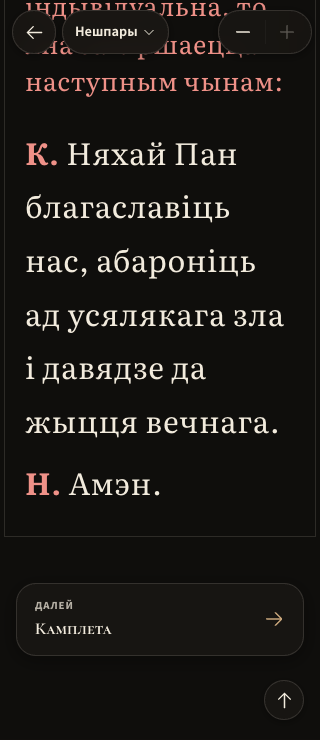 Нешпары
наступным чынам:
К. Няхай Пан
благаславіць
нас, абароніць
ад усялякага зла
і давядзе да
жыцця вечнага.
Н. Амэн.
ДАЛЕЙ
Камплета